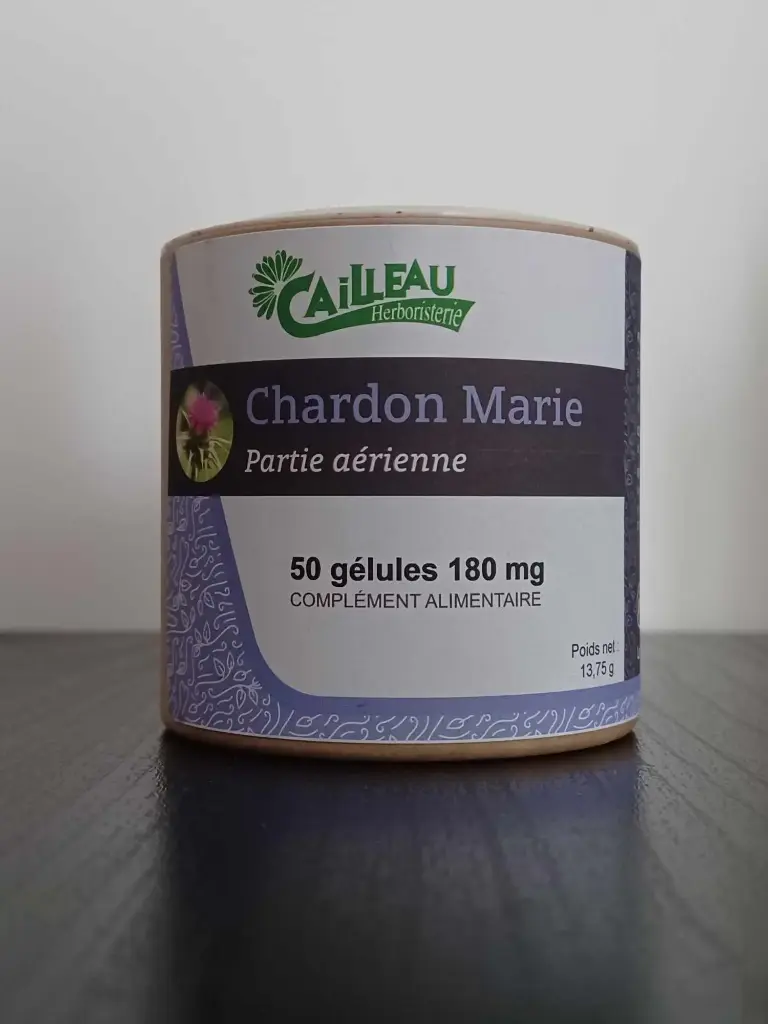 CAILLEAU
Herboristerie
Chardon Marie
Partie aérienne
50 gélules 180 mg
COMPLÉMENT ALIMENTAIRE
Poids net :
13,75 g